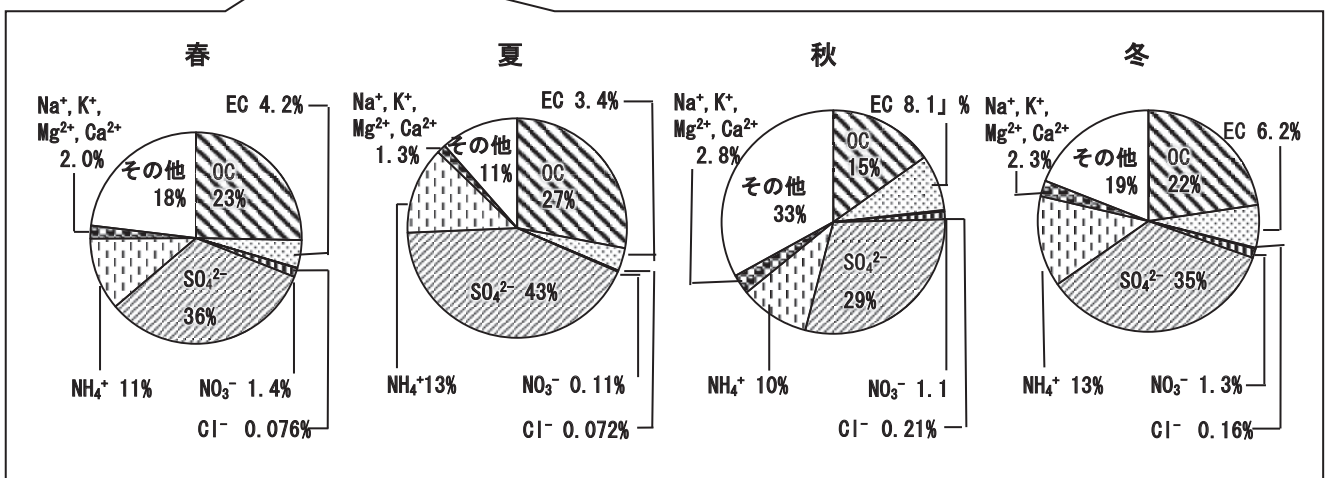 春
Na⁺, K⁺,
Mg²⁺, Ca²⁺
2.0%
EC 4.2%
その他
18%
OC
23%
SO₄²⁻
36%
NH₄⁺ 11%
NO₃⁻ 1.4%
Cl⁻ 0.076%
夏
Na⁺, K⁺,
Mg²⁺, Ca²⁺
1.3%
EC 3.4%
その他
11%
OC
27%
SO₄²⁻ 43%
NH₄⁺13%
NO₃⁻ 0.11%
Cl⁻ 0.072%
秋
Na⁺, K⁺,
Mg²⁺, Ca²⁺
2.8%
EC 8.1」 %
その他
33%
OC
15%
SO₄²⁻
29%
NH₄⁺ 10%
NO₃⁻ 1.1
Cl⁻ 0.21%
冬
Na⁺, K⁺,
Mg²⁺, Ca²⁺
2.3%
EC 6.2%
その他
19%
OC
22%
SO₄²⁻ 35%
NH₄⁺ 13%
NO₃⁻ 1.3%
Cl⁻ 0.16%